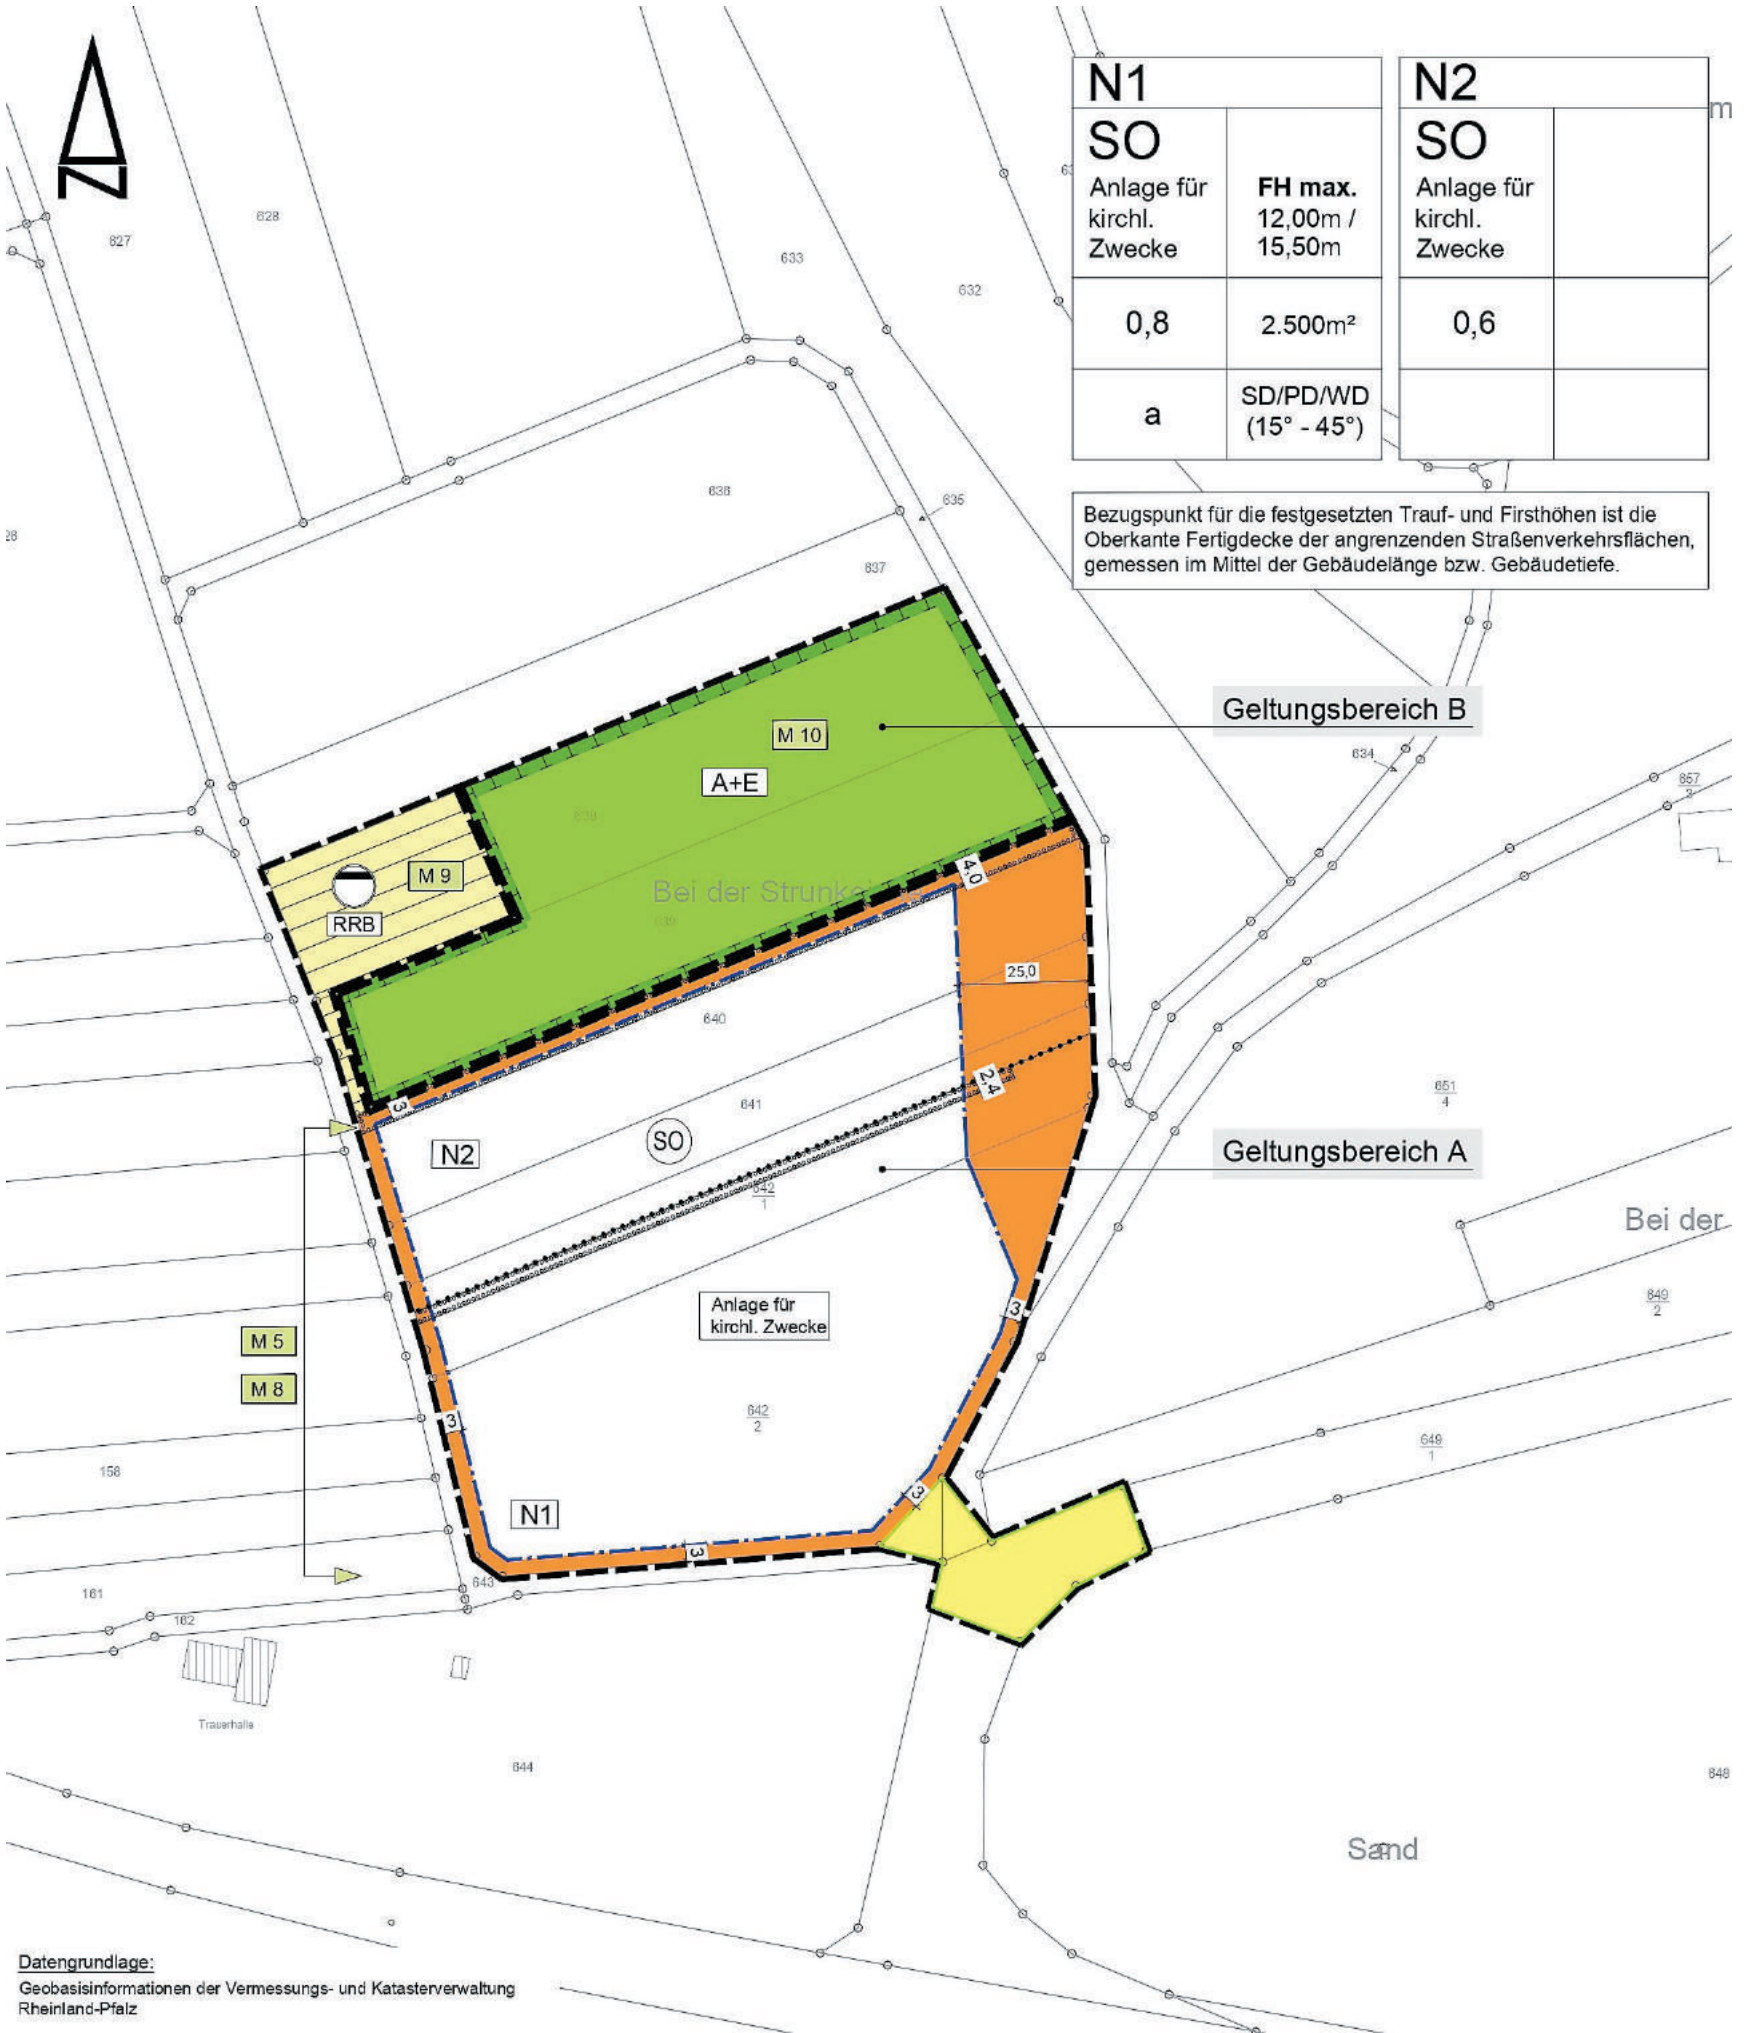 N1
SO
Anlage für
kirchl.
Zwecke
FH max.
12,00m /
15,50m
0,8
2.500m²
a
SD/PD/WD
(15° - 45°)
N2
SO
Anlage für
kirchl.
Zwecke
0,6
Bezugspunkt für die festgesetzten Trauf- und Firsthöhen ist die
Oberkante Fertigdecke der angrenzenden Straßenverkehrsflächen,
gemessen im Mittel der Gebäudelänge bzw. Gebäudetiefe.
N
627
628
633
632
636
635
637
Geltungsbereich B
M 10
A+E
634
657
3
M 9
RRB
Bei der
639
4,0
25,0
640
2,4
3
641
651
4
N2
SO
Geltungsbereich A
642
1
Bei der
649
2
Anlage für
kirchl. Zwecke
3
M 5
M 8
3
642
2
649
1
158
N1
3
3
643
161
162
Trauerhalle
644
648
Sand
Datengrundlage:
Geobasisinformationen der Vermessungs- und Katasterverwaltung
Rheinland-Pfalz